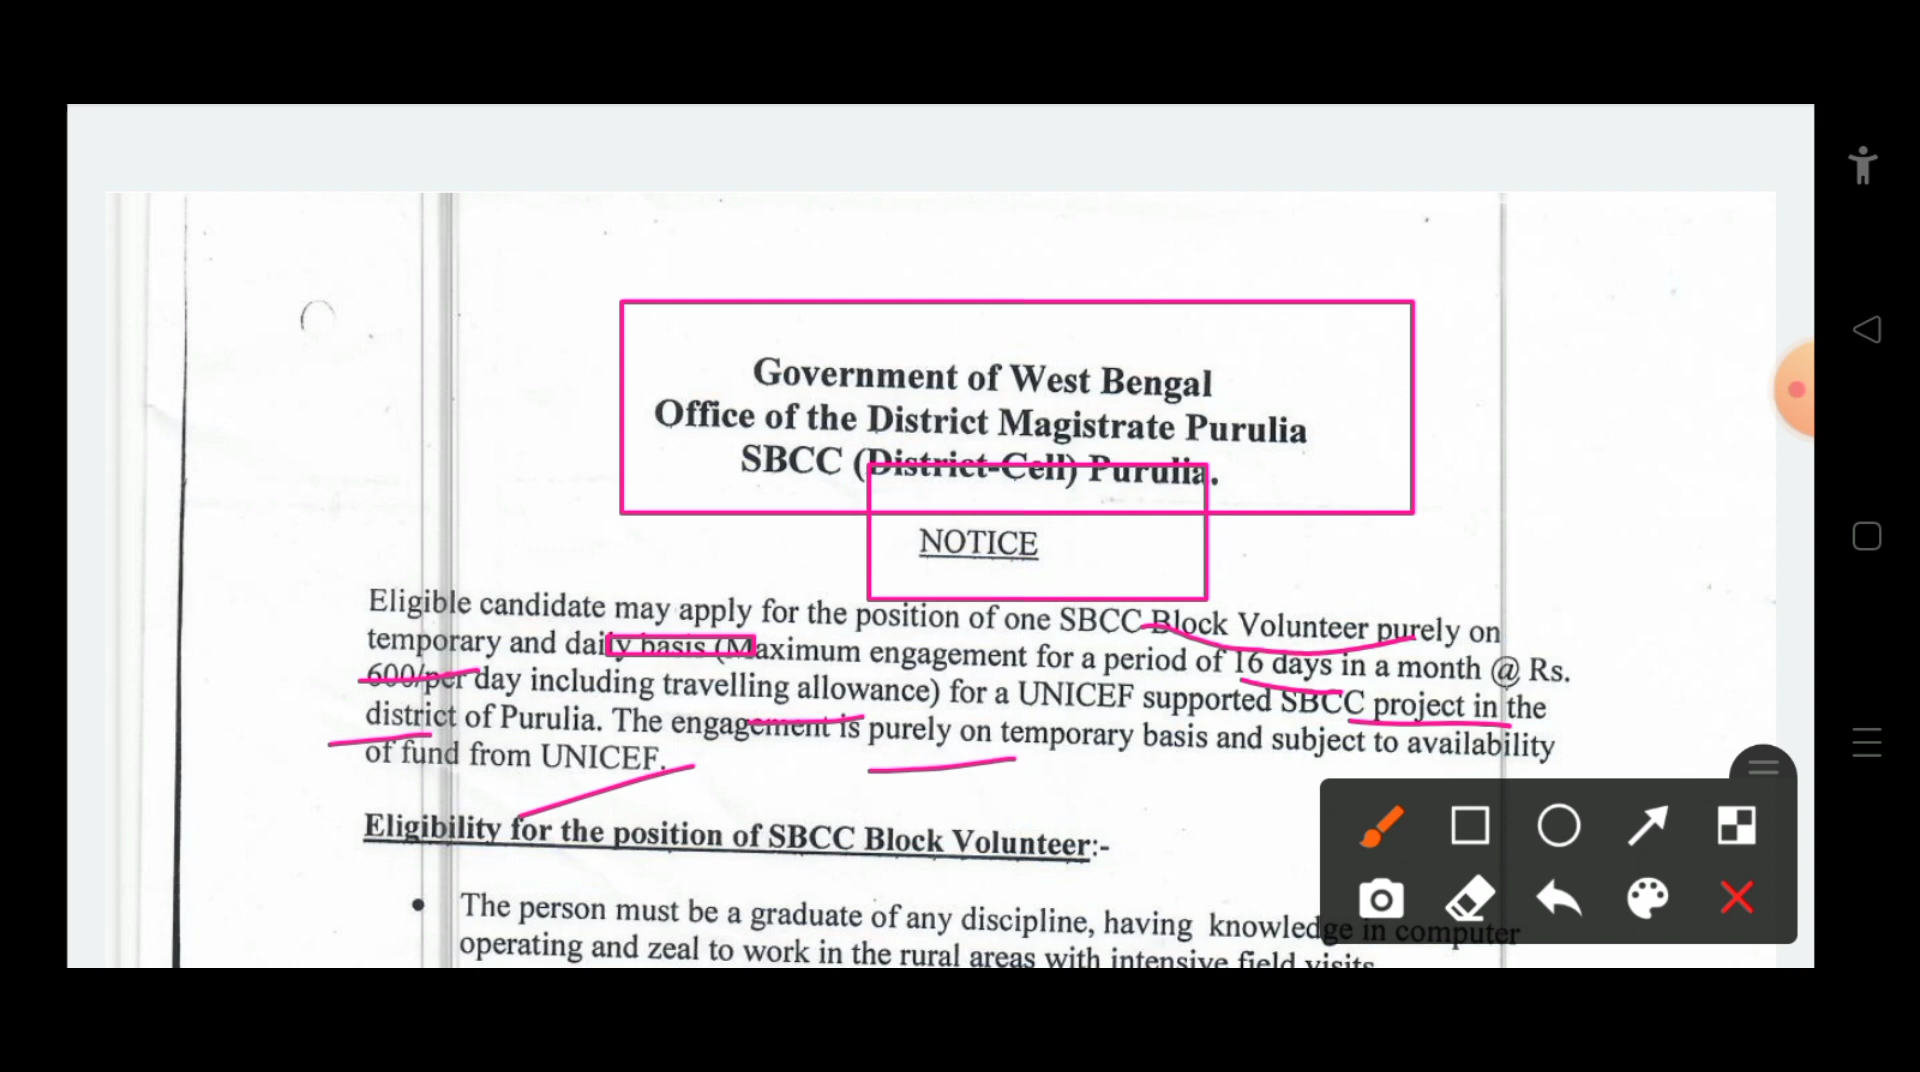 Government of West Bengal
Office of the District Magistrate Purulia
SBCC (District-Cell) Purulia.
NOTICE
Eligible candidate may apply for the position of one SBCC Block Volunteer purely on
temporary and daily basis (Maximum engagement for a period of 16 days in a month @ Rs.
600/per day including travelling allowance) for a UNICEF supported SBCC project in the
district of Purulia. The engagement is purely on temporary basis and subject to availability
of fund from UNICEF.
Eligibility for the position of SBCC Block Volunteer:-
• The person must be a graduate of any discipline, having knowledge in computer
operating and zeal to work in the rural areas with intensive field visits